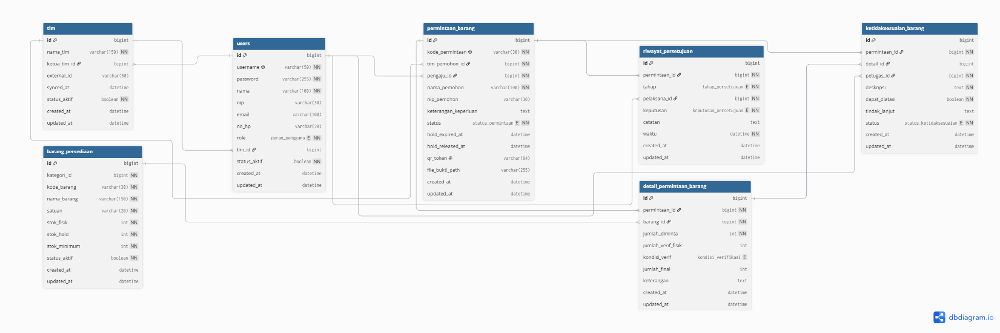 tim
id bigint
nama_tim varchar(150) NN
ketua_tim_id bigint
external_id varchar(50)
synced_at datetime
status_aktif boolean NN
created_at datetime
updated_at datetime
barang_persediaan
id bigint
kategori_id bigint NN
kode_barang varchar(30) NN
nama_barang varchar(150) NN
satuan varchar(20) NN
stok_fisik int NN
stok_hold int NN
stok_minimum int NN
status_aktif boolean NN
created_at datetime
updated_at datetime
users
id bigint
username varchar(50) NN
password varchar(255) NN
nama varchar(100) NN
nip varchar(30)
email varchar(100)
no_hp varchar(20)
role peran_pengguna E NN
tim_id bigint
status_aktif boolean NN
created_at datetime
updated_at datetime
permintaan_barang
id bigint
kode_permintaan varchar(30) NN
tim_pemohon_id bigint NN
pengaju_id bigint NN
nama_pemohon varchar(100) NN
nip_pemohon varchar(30)
keterangan_keperluan text
status status_permintaan E NN
hold_expired_at datetime
hold_released_at datetime
qr_token varchar(64)
file_bukti_path varchar(255)
created_at datetime
updated_at datetime
riwayat_persetujuan
id bigint
permintaan_id bigint NN
tahap tahap_persetujuan E NN
pelaksana_id bigint NN
keputusan keputusan_persetujuan E NN
catatan text
waktu datetime NN
created_at datetime
updated_at datetime
detail_permintaan_barang
id bigint
permintaan_id bigint NN
barang_id bigint NN
jumlah_diminta int NN
jumlah_verif_fisik int
kondisi_verif kondisi_verifikasi E
jumlah_final int
keterangan text
created_at datetime
updated_at datetime
ketidaksesuaian_barang
id bigint
permintaan_id bigint NN
detail_id bigint
petugas_id bigint NN
deskripsi text NN
dapat_diatasi boolean NN
tindak_lanjut text
status status_ketidaksesuaian E NN
created_at datetime
updated_at datetime
dbdiagram.io